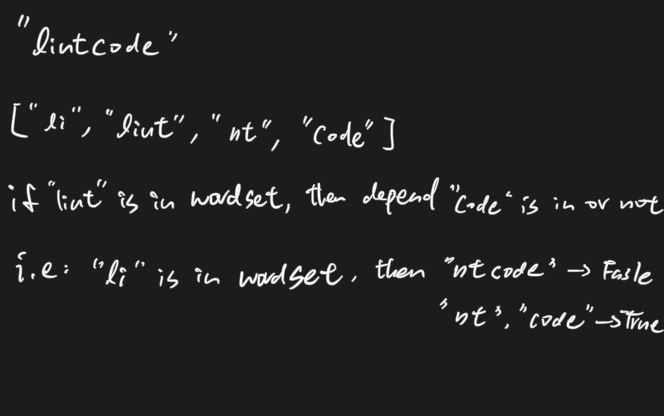 "lintcode"
["li", "lint", "nt", "code"]
if "lint" is in wordset, then depend "code" is in or not
i.e: "li" is in wordset, then "ntcode" → Fasle
"nt", "code" → True